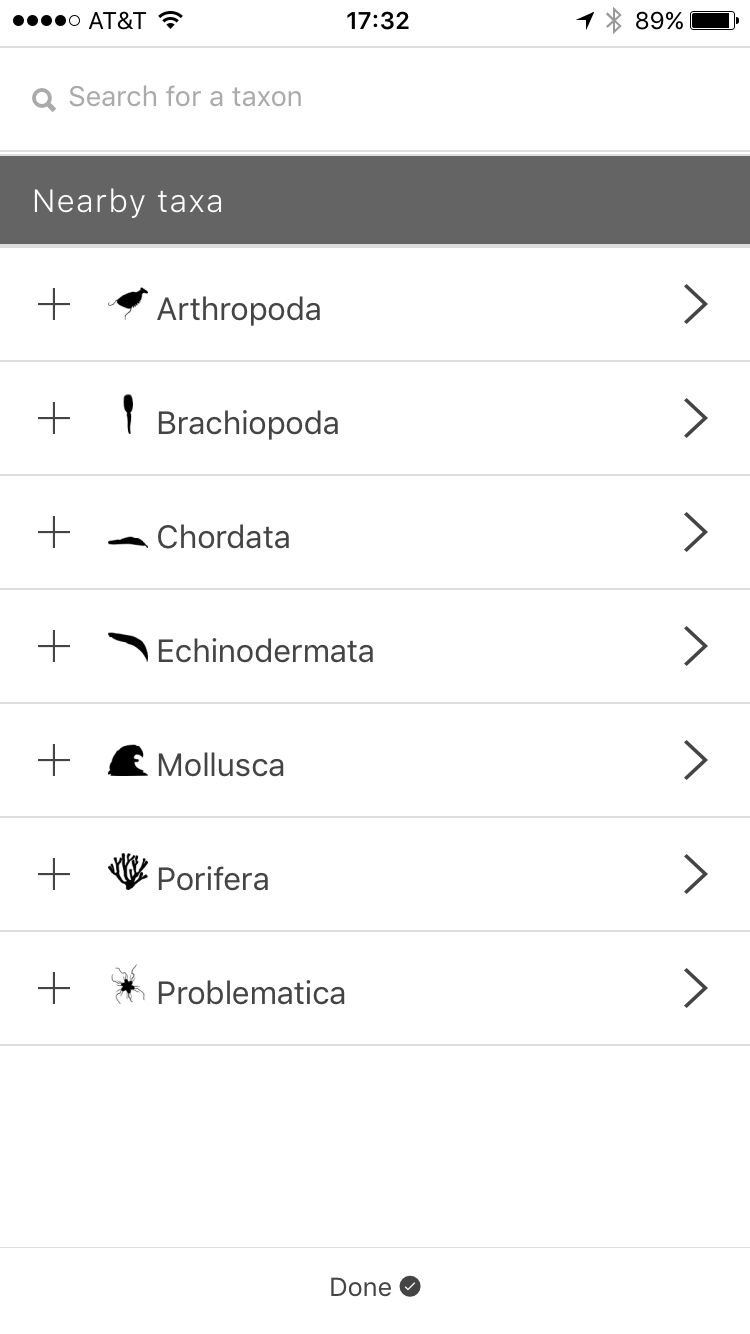 AT&T 17:32 89%
Search for a taxon
Nearby taxa
Arthropoda
Brachiopoda
Chordata
Echinodermata
Mollusca
Porifera
Problematica
Done